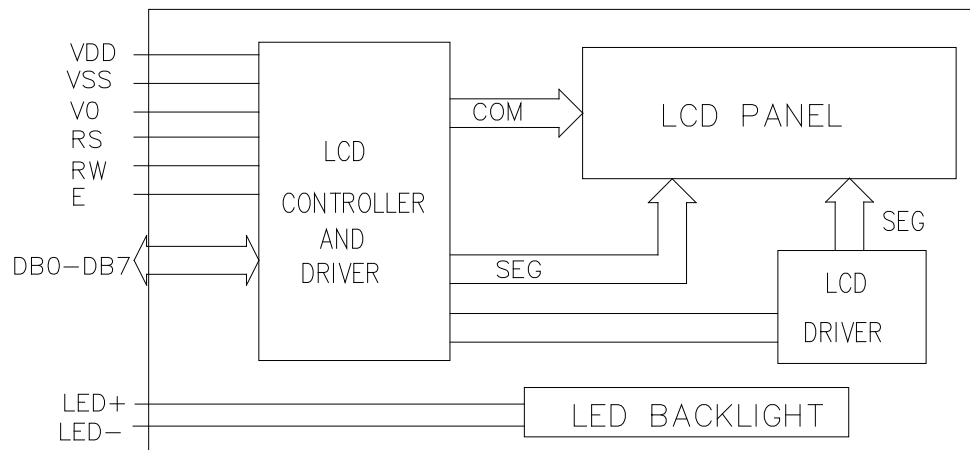 VDD
VSS
V0
RS
RW
E
DB0-DB7
LED+
LED-
LCD
CONTROLLER
AND
DRIVER
COM
SEG
LCD PANEL
SEG
LCD
DRIVER
LED BACKLIGHT